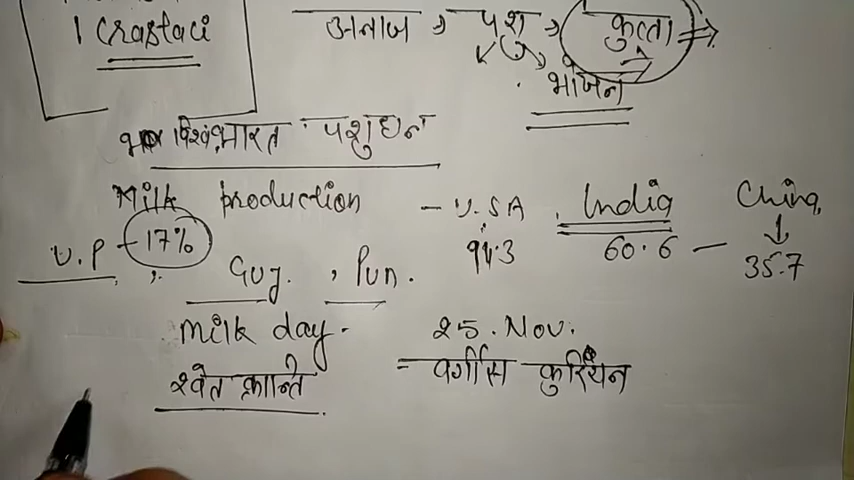 1 Crastaci
अनाज, पशु, कुत्ता ⇒
भोजन
विश्व, भारत पशुधन
Milk production - U.S.A, India China,
U.P - 17% 91.3 60.6 - 35.7
Guj. , Pun.
milk day. 25. Nov.
श्वेत क्रान्ति = वर्गीस कुरियन